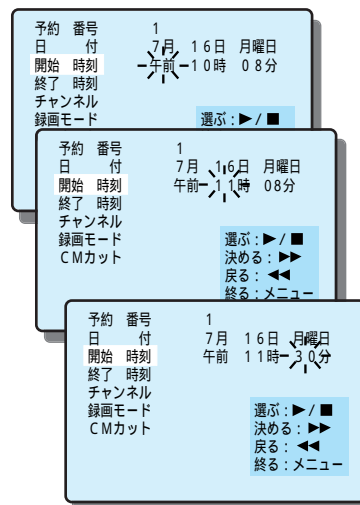 予約 番号 1
日 付 7月 16日 月曜日
開始 時刻 午前 10時 08分
終了 時刻
チャンネル
録画モード 選ぶ:▶/■
予約 番号 1
日 付 7月 16日 月曜日
開始 時刻 午前 11時 08分
終了 時刻
チャンネル
録画モード 選ぶ:▶/■
CMカット 決める:▶▶
戻る:◀◀
終る:メニュー
予約 番号 1
日 付 7月 16日 月曜日
開始 時刻 午前 11時 30分
終了 時刻
チャンネル
録画モード 選ぶ:▶/■
CMカット 決める:▶▶
戻る:◀◀
終る:メニュー